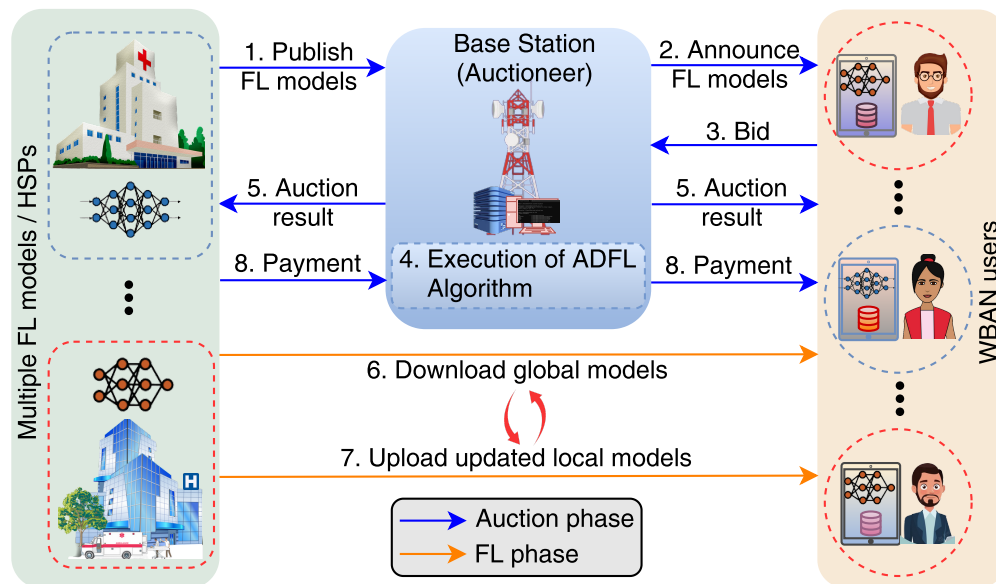 Multiple FL models / HSPs
1. Publish
FL models
Base Station
(Auctioneer)
2. Announce
FL models
3. Bid
5. Auction
result
5. Auction
result
8. Payment
4. Execution of ADFL
Algorithm
8. Payment
WBAN users
6. Download global models
7. Upload updated local models
H
Auction phase
FL phase